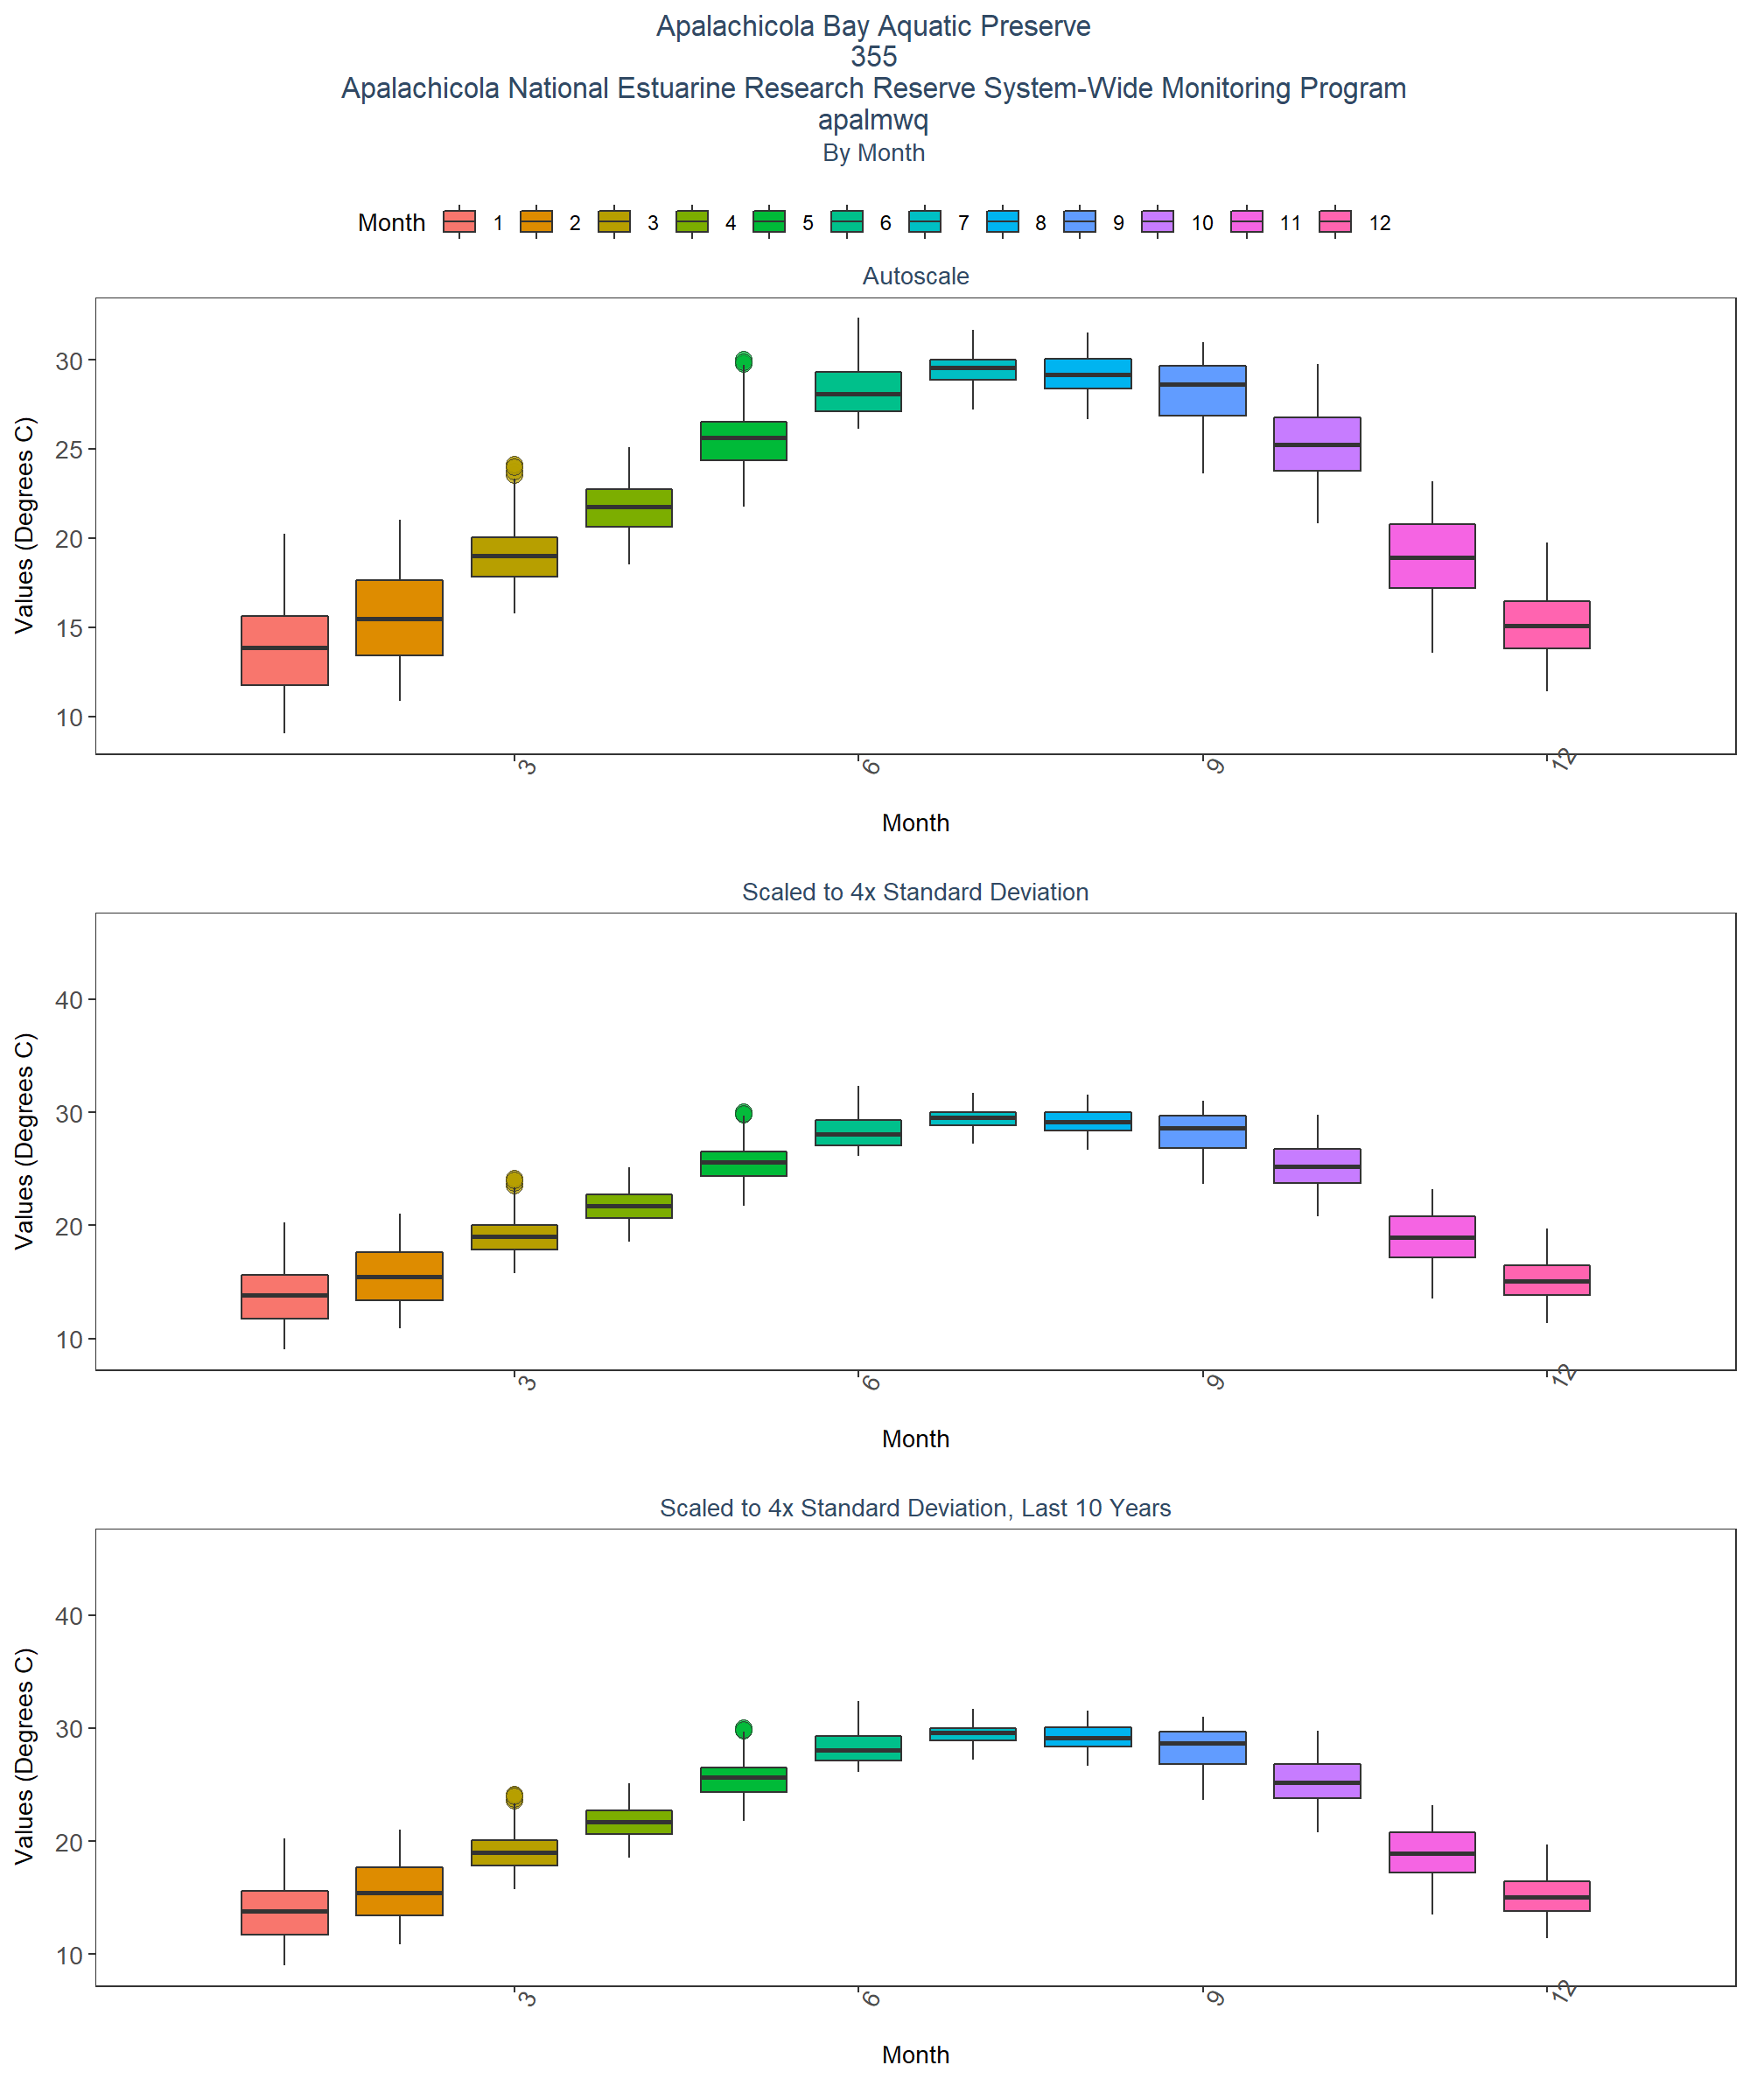 Apalachicola Bay Aquatic Preserve
355
Apalachicola National Estuarine Research Reserve System-Wide Monitoring Program
apalmwq
By Month
Month 1 2 3 4 5 6 7 8 9 10 11 12
Autoscale
Values (Degrees C)
30
25
20
15
10
3 6 9 12
Month
Scaled to 4x Standard Deviation
Values (Degrees C)
40
30
20
10
3 6 9 12
Month
Scaled to 4x Standard Deviation, Last 10 Years
Values (Degrees C)
40
30
20
10
3 6 9 12
Month